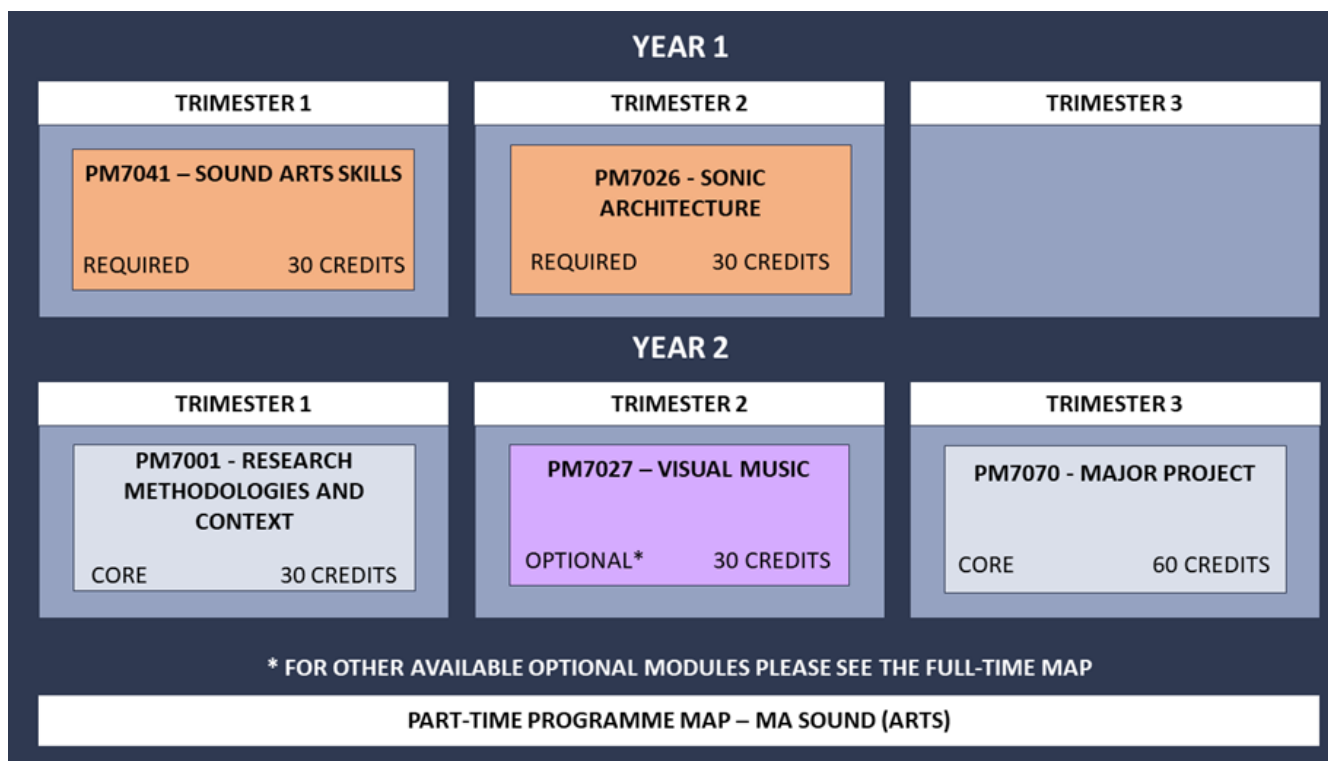 YEAR 1
TRIMESTER 1
TRIMESTER 2
TRIMESTER 3
PM7041 – SOUND ARTS SKILLS
REQUIRED 30 CREDITS
PM7026 - SONIC
ARCHITECTURE
REQUIRED 30 CREDITS
YEAR 2
TRIMESTER 1
TRIMESTER 2
TRIMESTER 3
PM7001 - RESEARCH
METHODOLOGIES AND
CONTEXT
CORE 30 CREDITS
PM7027 – VISUAL MUSIC
OPTIONAL* 30 CREDITS
PM7070 - MAJOR PROJECT
CORE 60 CREDITS
* FOR OTHER AVAILABLE OPTIONAL MODULES PLEASE SEE THE FULL-TIME MAP
PART-TIME PROGRAMME MAP – MA SOUND (ARTS)